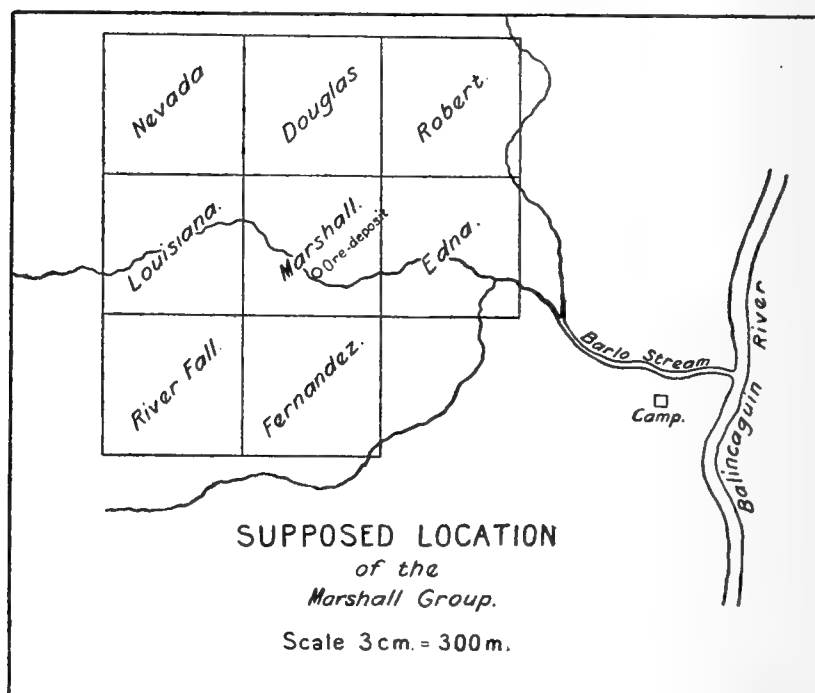 Nevada
Douglas
Robert.
Louisiana.
Marshall.
Ore-deposit
Edna.
River Fall.
Fernandez.
Barlo Stream
Camp.
Balincaguin River
SUPPOSED LOCATION
of the
Marshall Group.
Scale 3 cm. = 300 m.